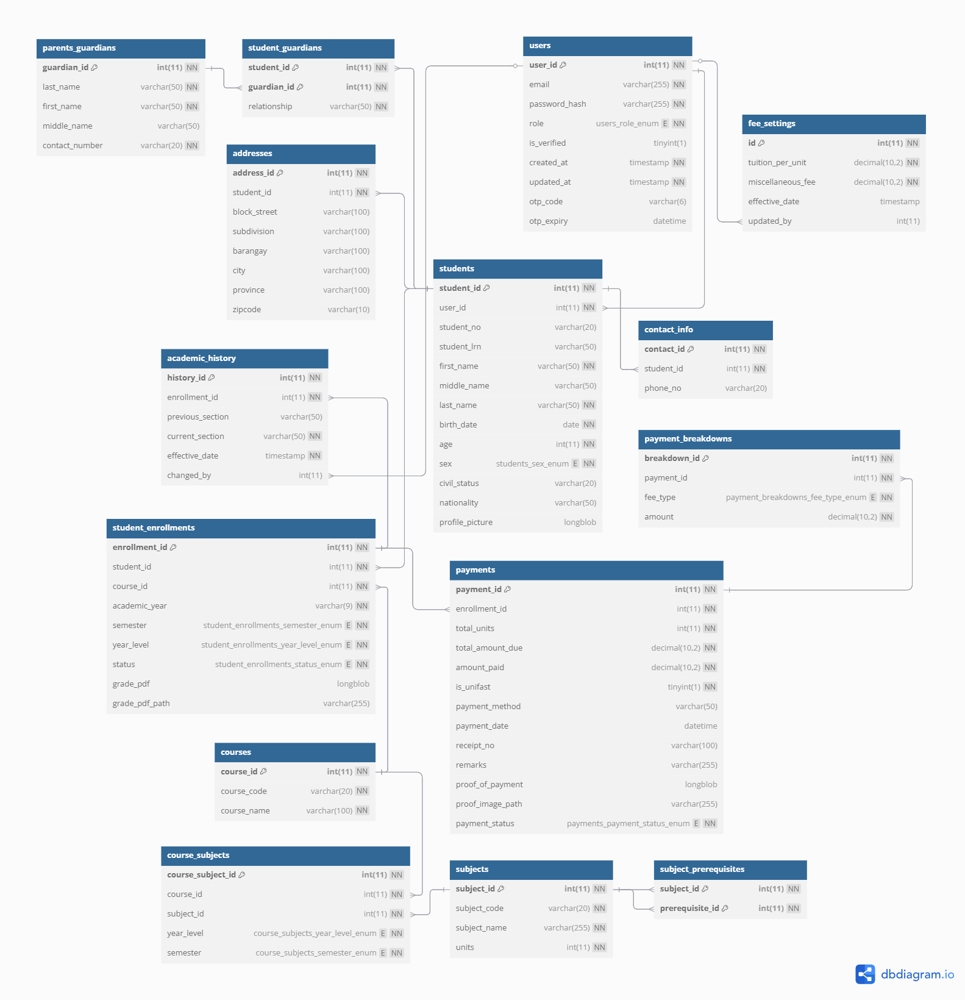 parents_guardians
guardian_id int(11) NN
last_name varchar(50) NN
first_name varchar(50) NN
middle_name varchar(50)
contact_number varchar(20) NN
student_guardians
student_id int(11) NN
guardian_id int(11) NN
relationship varchar(50) NN
users
user_id int(11) NN
email varchar(255) NN
password_hash varchar(255) NN
role users_role_enum E NN
is_verified tinyint(1)
created_at timestamp NN
updated_at timestamp NN
otp_code varchar(6)
otp_expiry datetime
fee_settings
id int(11) NN
tuition_per_unit decimal(10,2) NN
miscellaneous_fee decimal(10,2) NN
effective_date timestamp
updated_by int(11)
addresses
address_id int(11) NN
student_id int(11) NN
block_street varchar(100)
subdivision varchar(100)
barangay varchar(100)
city varchar(100)
province varchar(100)
zipcode varchar(10)
students
student_id int(11) NN
user_id int(11) NN
student_no varchar(20)
student_lrn varchar(50)
first_name varchar(50) NN
middle_name varchar(50)
last_name varchar(50) NN
birth_date date NN
age int(11) NN
sex students_sex_enum E NN
civil_status varchar(20)
nationality varchar(50)
profile_picture longblob
contact_info
contact_id int(11) NN
student_id int(11) NN
phone_no varchar(20)
academic_history
history_id int(11) NN
enrollment_id int(11) NN
previous_section varchar(50)
current_section varchar(50) NN
effective_date timestamp NN
changed_by int(11)
payment_breakdowns
breakdown_id int(11) NN
payment_id int(11) NN
fee_type payment_breakdowns_fee_type_enum E NN
amount decimal(10,2) NN
student_enrollments
enrollment_id int(11) NN
student_id int(11) NN
course_id int(11) NN
academic_year varchar(9) NN
semester student_enrollments_semester_enum E NN
year_level student_enrollments_year_level_enum E NN
status student_enrollments_status_enum E NN
grade_pdf longblob
grade_pdf_path varchar(255)
payments
payment_id int(11) NN
enrollment_id int(11) NN
total_units int(11) NN
total_amount_due decimal(10,2) NN
amount_paid decimal(10,2) NN
is_unifast tinyint(1) NN
payment_method varchar(50)
payment_date datetime
receipt_no varchar(100)
remarks varchar(255)
proof_of_payment longblob
proof_image_path varchar(255)
payment_status payments_payment_status_enum E NN
courses
course_id int(11) NN
course_code varchar(20) NN
course_name varchar(100) NN
course_subjects
course_subject_id int(11) NN
course_id int(11) NN
subject_id int(11) NN
year_level course_subjects_year_level_enum E NN
semester course_subjects_semester_enum E NN
subjects
subject_id int(11) NN
subject_code varchar(20) NN
subject_name varchar(255) NN
units int(11) NN
subject_prerequisites
subject_id int(11) NN
prerequisite_id int(11) NN
dbdiagram.io